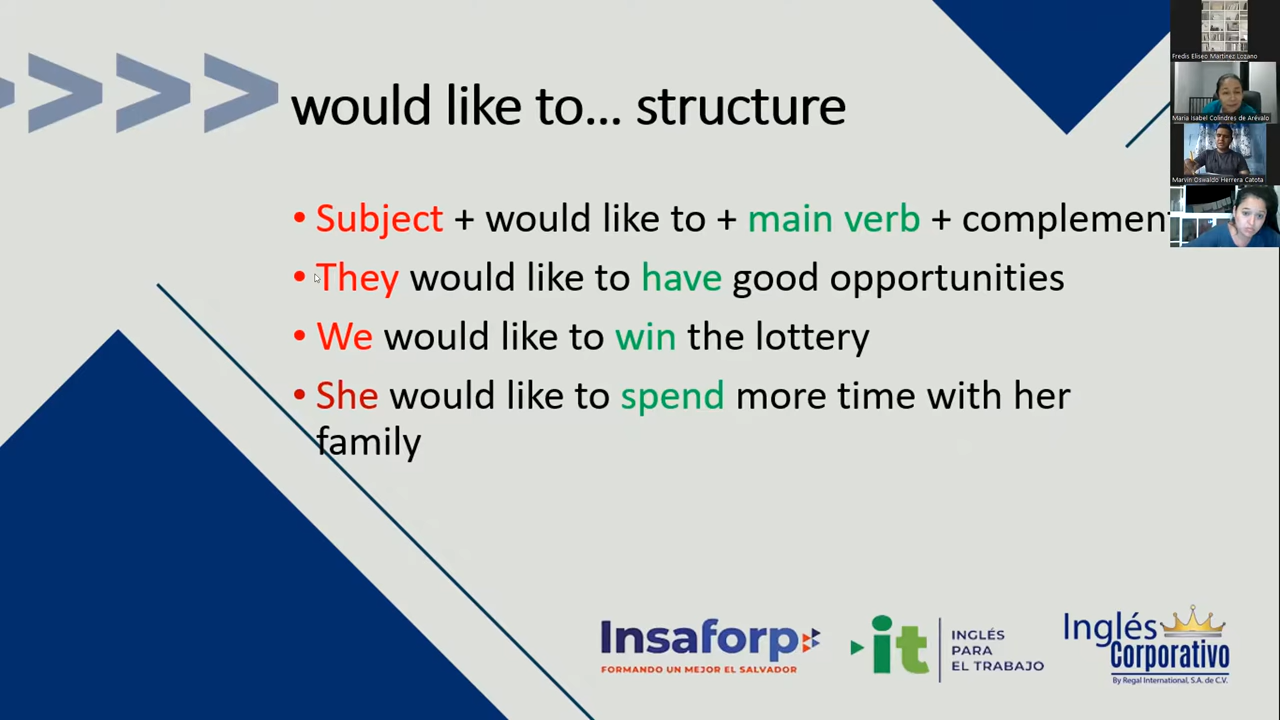 would like to... structure
• Subject + would like to + main verb + complement
• They would like to have good opportunities
• We would like to win the lottery
• She would like to spend more time with her
family
Fredis Eliseo Martínez Lozano
Maria Isabel Colindres de Arévalo
Marvin Oswaldo Herrera Catota
Insaforp
FORMANDO UN MEJOR EL SALVADOR
it
INGLÉS
PARA
EL TRABAJO
Inglés
Corporativo
By Regal International, S.A. de C.V.